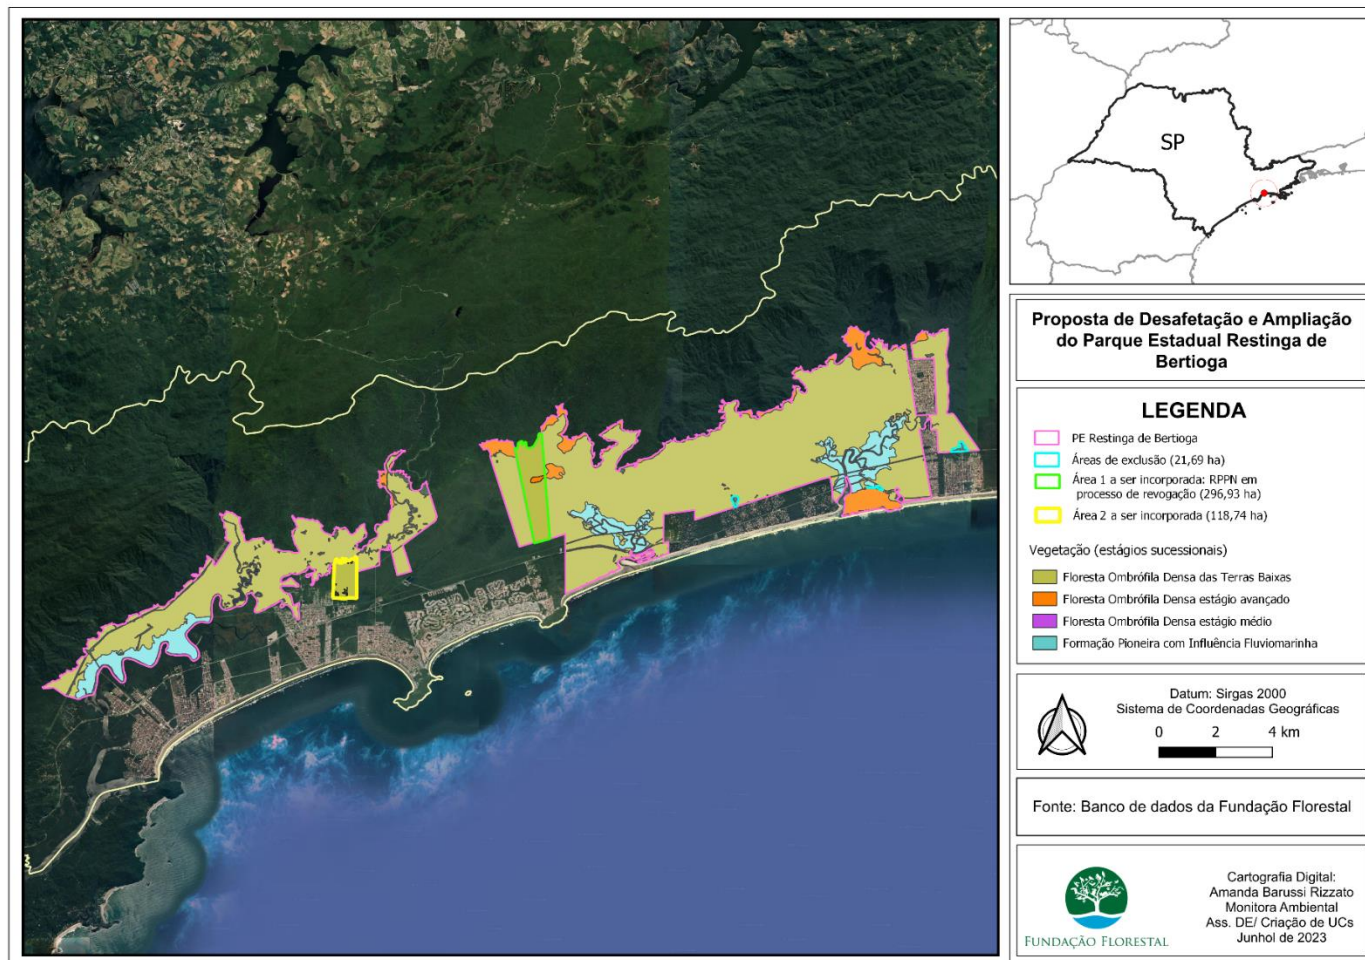 SP
Proposta de Desafetação e Ampliação
do Parque Estadual Restinga de
Bertioga
LEGENDA
PE Restinga de Bertioga
Áreas de exclusão (21,69 ha)
Área 1 a ser incorporada: RPPN em
processo de revogação (296,93 ha)
Área 2 a ser incorporada (118,74 ha)
Vegetação (estágios sucessionais)
Floresta Ombrófila Densa das Terras Baixas
Floresta Ombrófila Densa estágio avançado
Floresta Ombrófila Densa estágio médio
Formação Pioneira com Influência Fluviomarinha
Datum: Sirgas 2000
Sistema de Coordenadas Geográficas
0 2 4 km
Fonte: Banco de dados da Fundação Florestal
FUNDAÇÃO FLORESTAL
Cartografia Digital:
Amanda Barussi Rizzato
Monitora Ambiental
Ass. DE/ Criação de UCs
Junhol de 2023